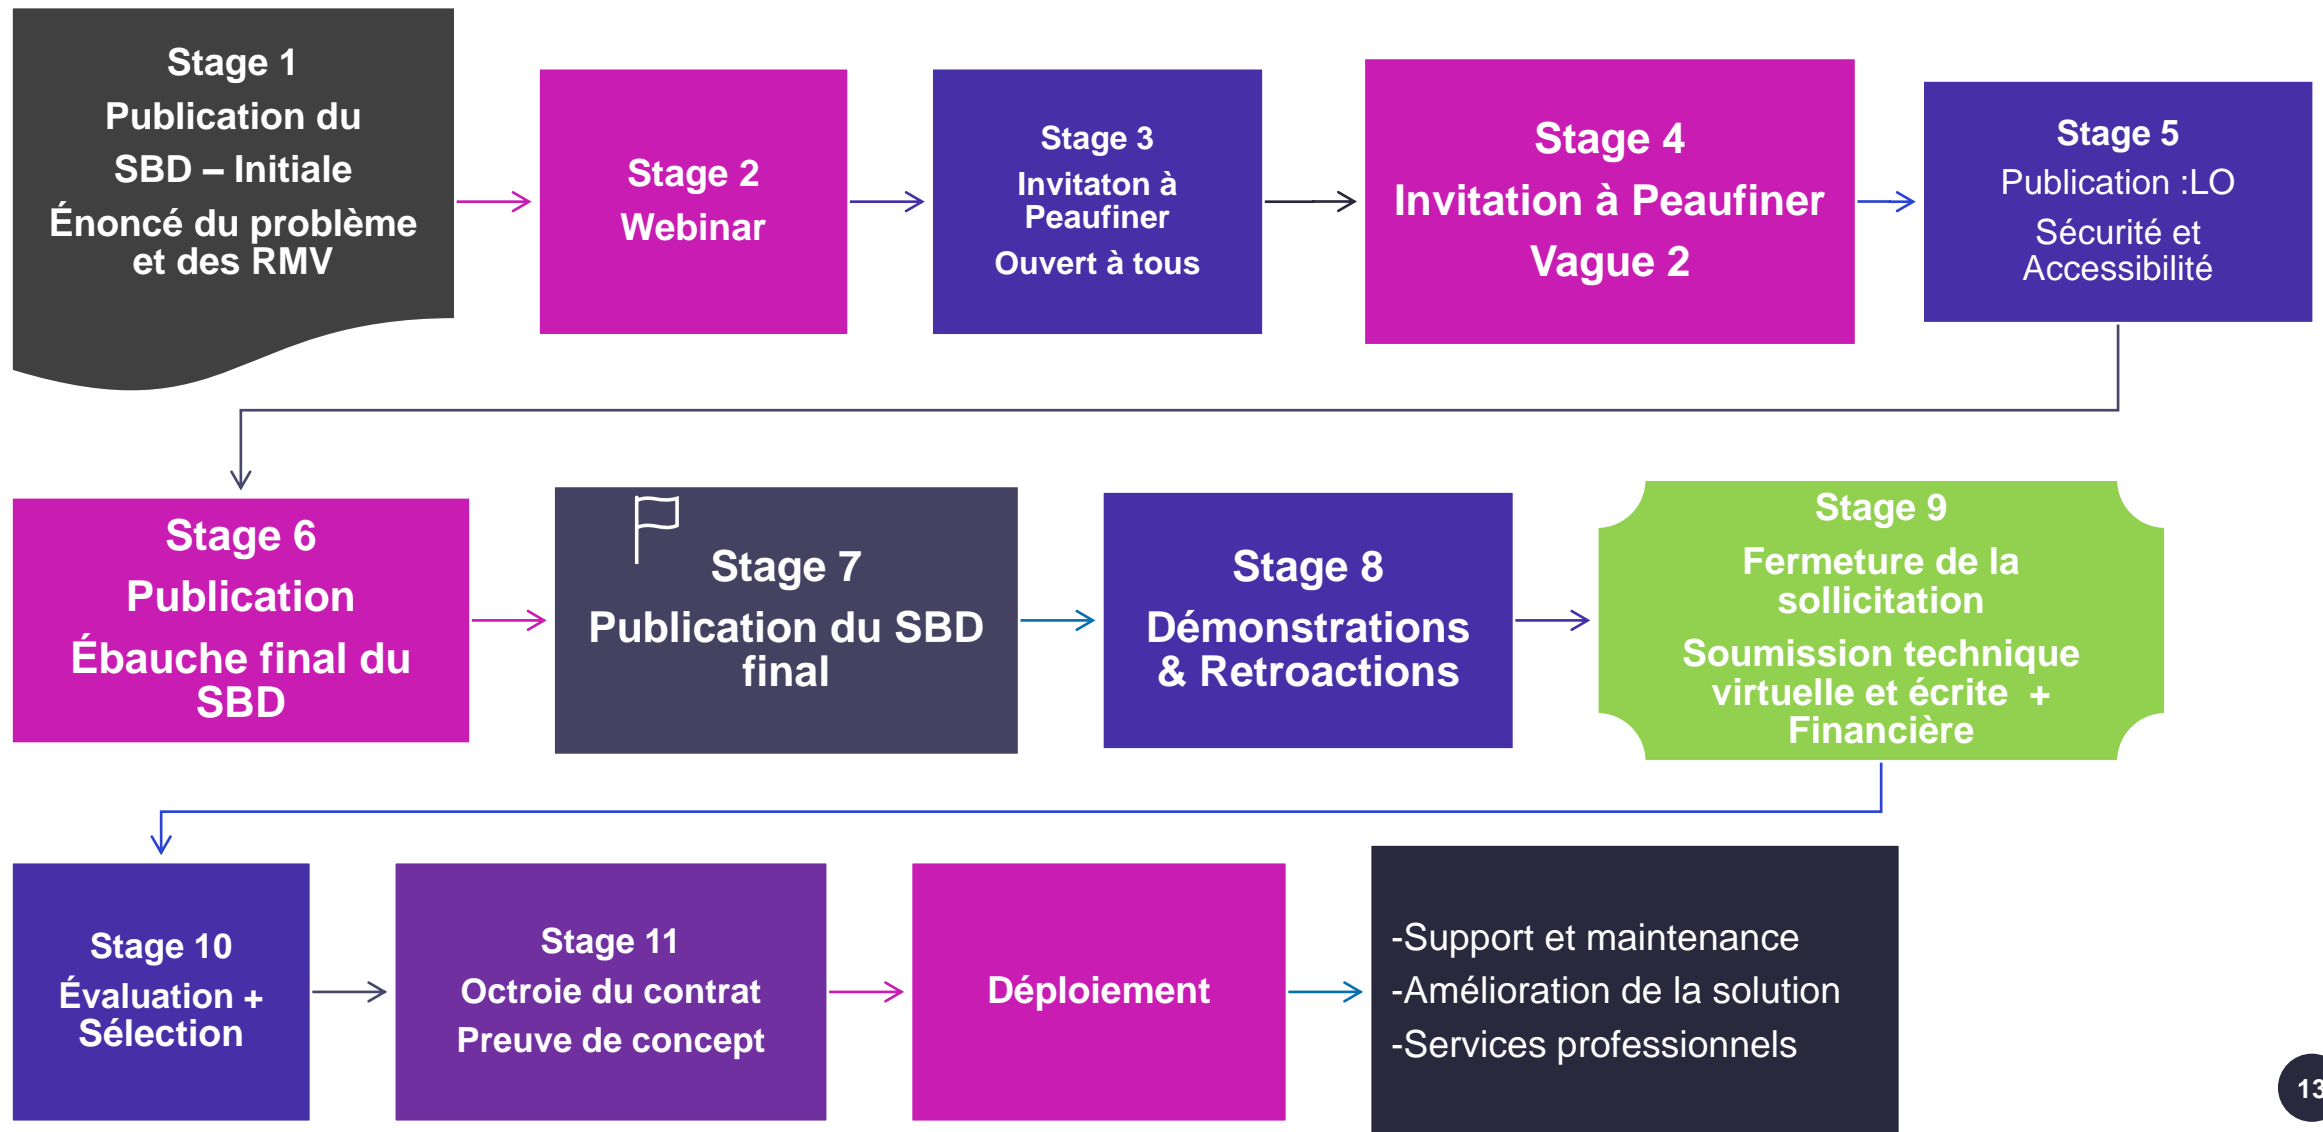 Stage 1
Publication du
SBD – Initiale
Énoncé du problème
et des RMV
Stage 2
Webinar
Stage 3
Invitaton à
Peaufiner
Ouvert à tous
Stage 4
Invitation à Peaufiner
Vague 2
Stage 5
Publication :LO
Sécurité et
Accessibilité
Stage 6
Publication
Ébauche final du
SBD
Stage 7
Publication du SBD
final
Stage 8
Démonstrations
& Retroactions
Stage 9
Fermeture de la
sollicitation
Soumission technique
virtuelle et écrite +
Financière
Stage 10
Évaluation +
Sélection
Stage 11
Octroie du contrat
Preuve de concept
Déploiement
-Support et maintenance
-Amélioration de la solution
-Services professionnels
13